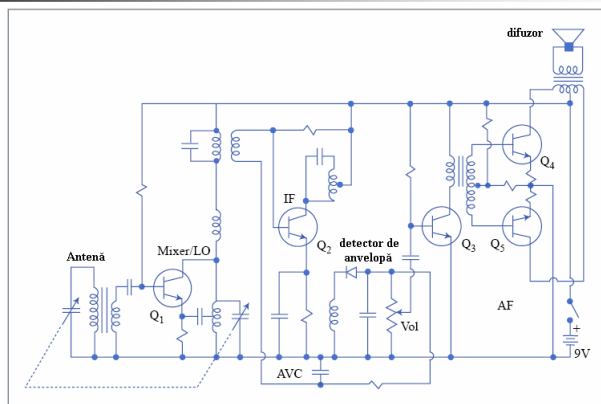 difuzor
Q4
IF
Mixer/LO
Antenă
Q2
detector de
anvelopă
Q3
Q5
Q1
Vol
AF
+
9V
AVC